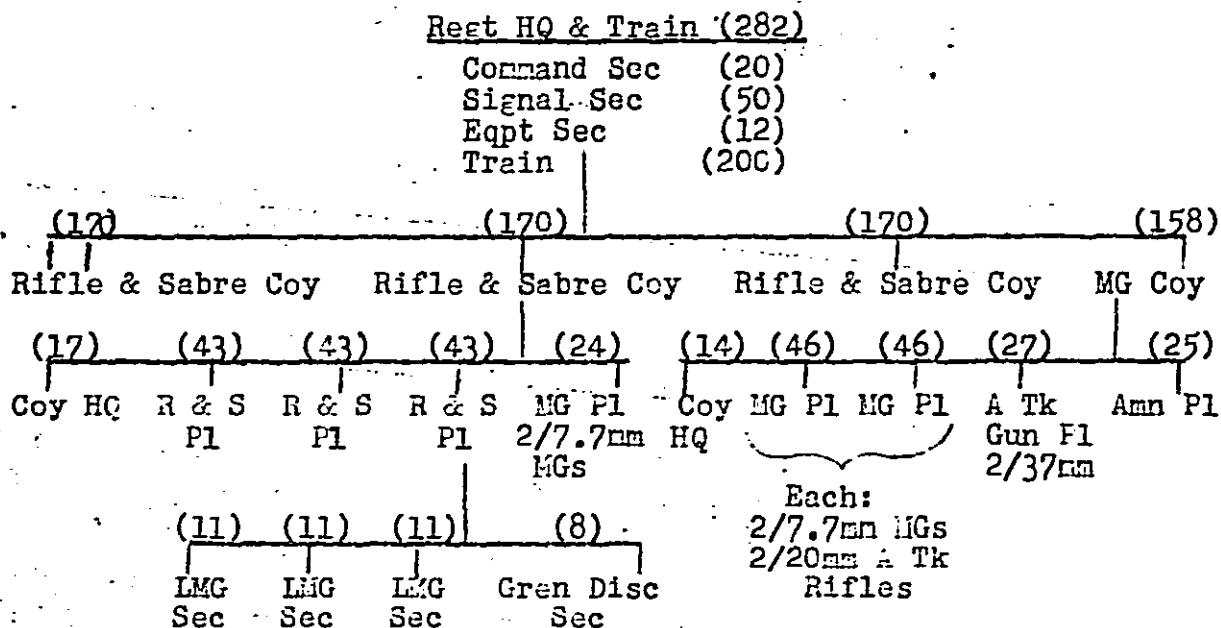 Regt HQ & Train (282)
Command Sec (20)
Signal Sec (50)
Eqpt Sec (12)
Train (200)
(170) (170) (170) (158)
Rifle & Sabre Coy Rifle & Sabre Coy Rifle & Sabre Coy MG Coy
(17) (43) (43) (43) (24) (14) (46) (46) (27) (25)
Coy HQ R & S Pl R & S Pl R & S Pl MG Pl 2/7.7mm MGs Coy HQ MG Pl MG Pl A Tk Gun Pl 2/37mm Amn Pl
Each:
2/7.7mm MGs
2/20mm A Tk
Rifles
(11) (11) (11) (8)
LMG Sec LMG Sec LMG Sec Gren Disc Sec